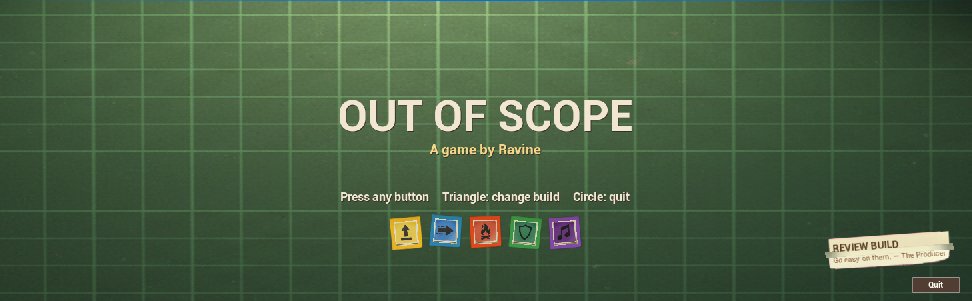 OUT OF SCOPE
A game by Ravine
Press any button Triangle: change build Circle: quit
REVIEW BUILD
Go easy on them. — The Producer
Quit